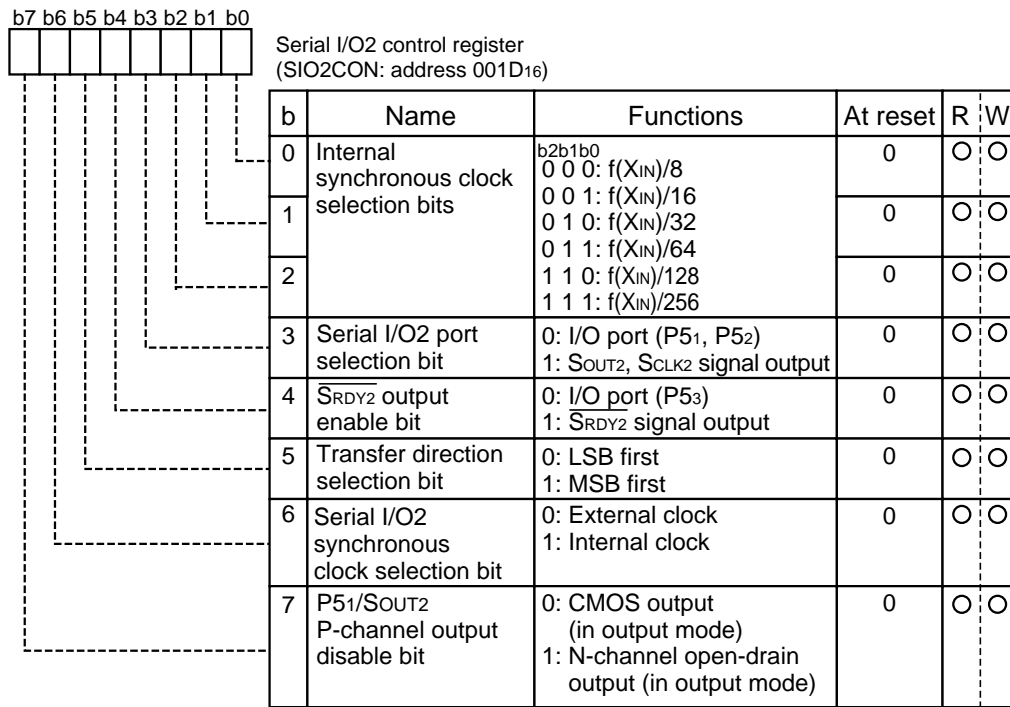 b7 b6 b5 b4 b3 b2 b1 b0
Serial I/O2 control register
(SIO2CON: address 001D16)
b Name Functions At reset R W
0 Internal
synchronous clock
selection bits
b2b1b0
0 0 0: f(XIN)/8
0 0 1: f(XIN)/16
0 1 0: f(XIN)/32
0 1 1: f(XIN)/64
1 1 0: f(XIN)/128
1 1 1: f(XIN)/256
0
1
0
2
0
3 Serial I/O2 port
selection bit
0: I/O port (P51, P52)
1: SOUT2, SCLK2 signal output
0
4 S̅R̅D̅Y̅2̅ output
enable bit
0: I/O port (P53)
1: S̅R̅D̅Y̅2̅ signal output
0
5 Transfer direction
selection bit
0: LSB first
1: MSB first
0
6 Serial I/O2
synchronous
clock selection bit
0: External clock
1: Internal clock
0
7 P51/SOUT2
P-channel output
disable bit
0: CMOS output
(in output mode)
1: N-channel open-drain
output (in output mode)
0